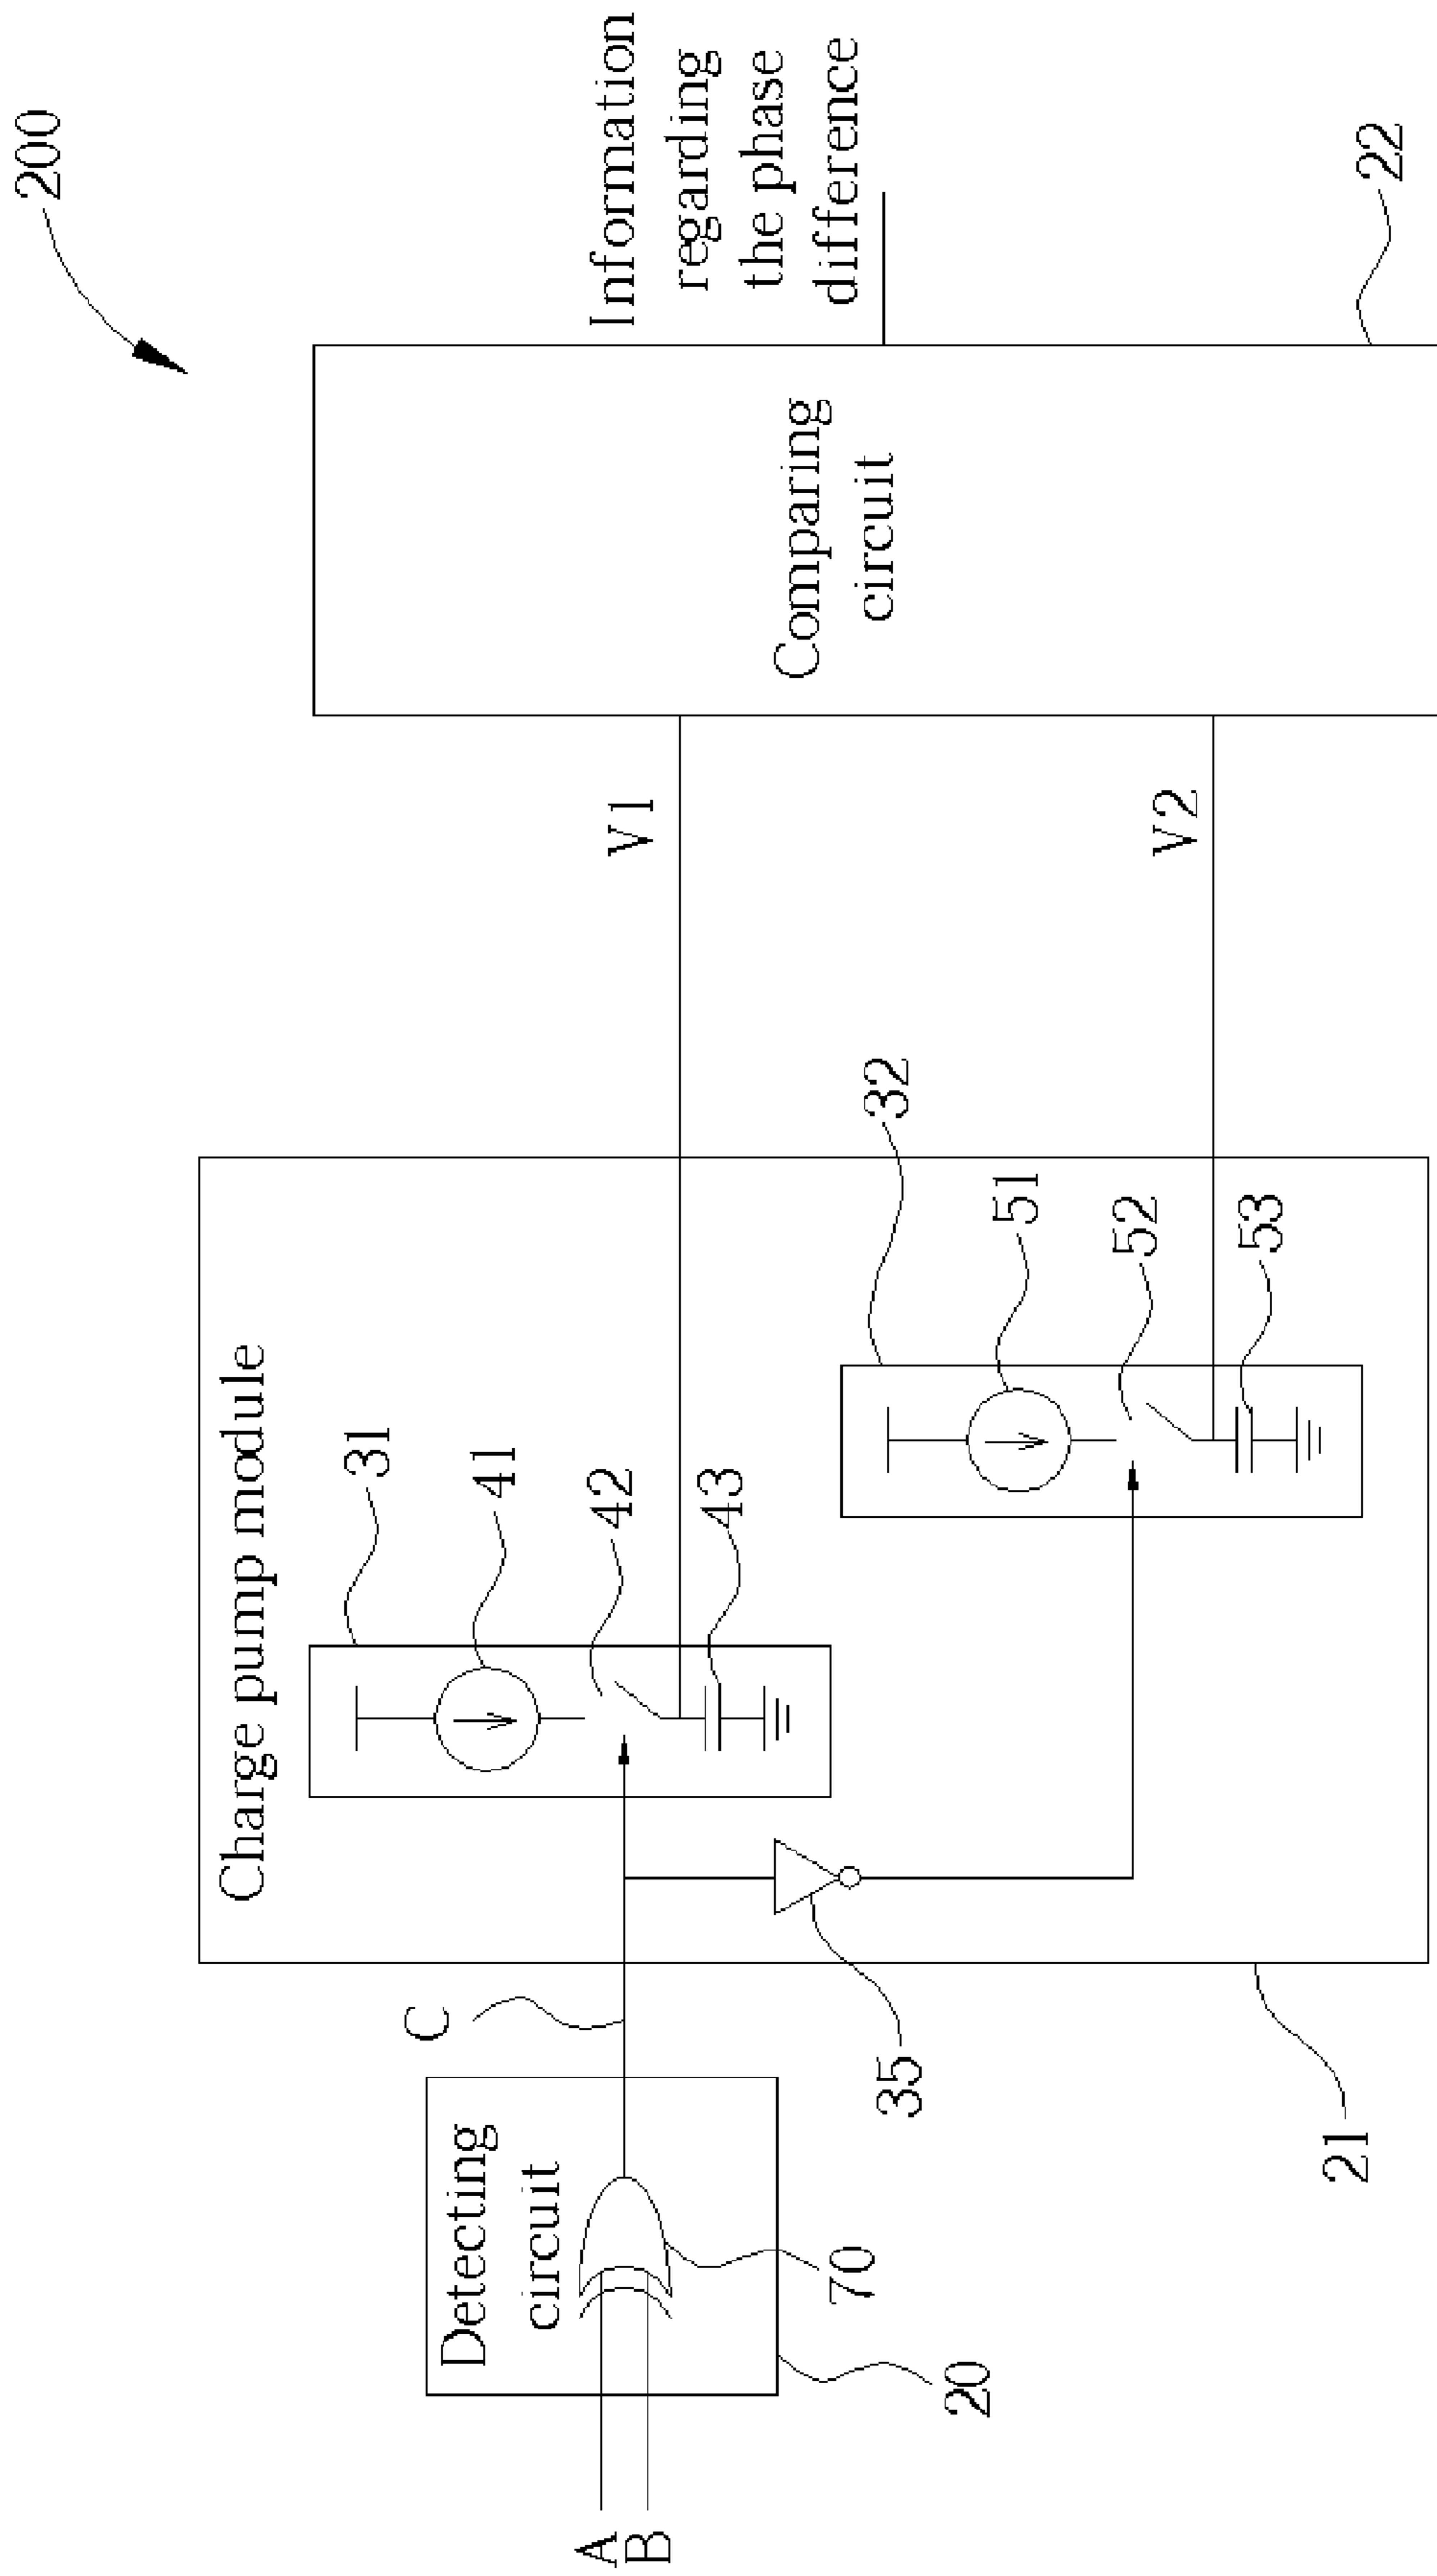 200
Information
regarding
the phase
difference
Comparing
circuit
22
V1
V2
Charge pump module
31
41
42
43
32
51
52
53
35
21
C
Detecting
circuit
70
20
A
B